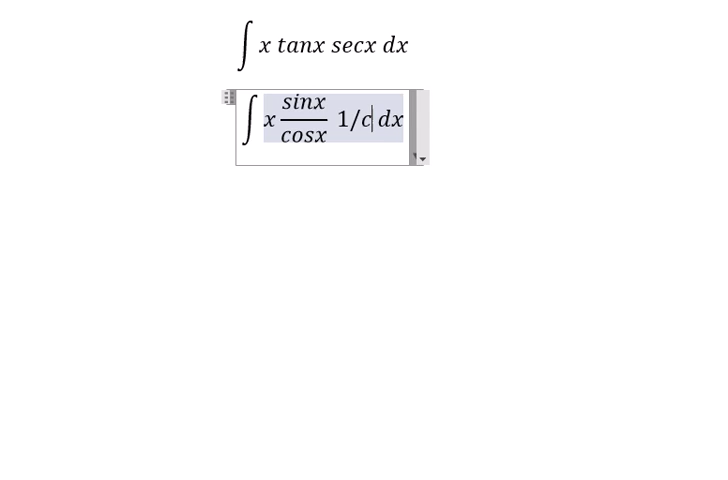 ∫ x tanx secx dx
∫ x sinx/cosx 1/c dx